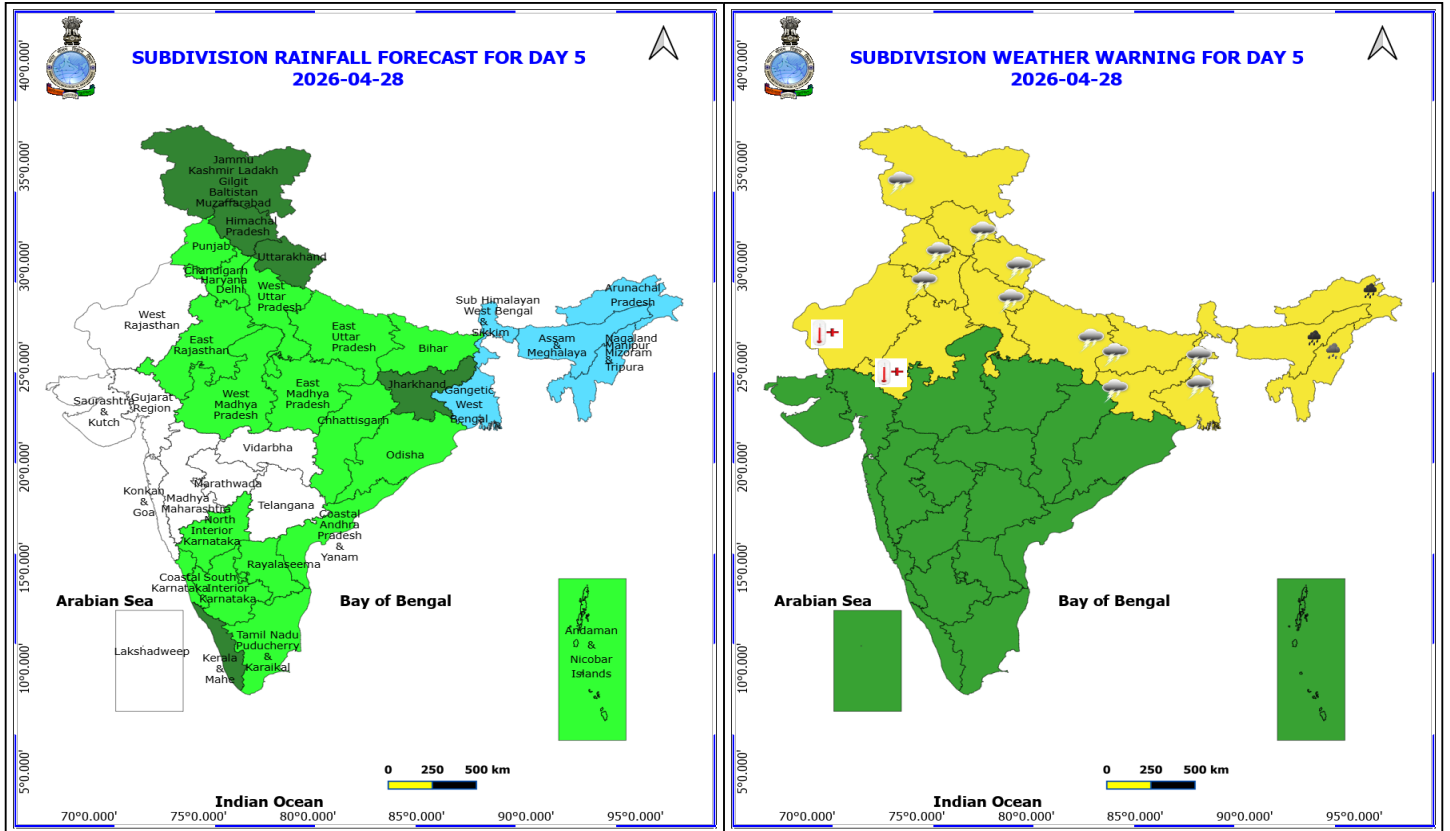 SUBDIVISION RAINFALL FORECAST FOR DAY 5
2026-04-28
40°0.000'
35°0.000'
30°0.000'
25°0.000'
20°0.000'
15°0.000'
10°0.000'
5°0.000'
Jammu
Kashmir Ladakh
Gilgit
Baltistan
Muzaffarabad
Himachal
Pradesh
Punjab
Uttarakhand
Chandigarh
Haryana
Delhi
West
Uttar
Pradesh
West
Rajasthan
East
Rajasthan
East
Uttar
Pradesh
Bihar
Sub Himalayan
West Bengal
&
Sikkim
Arunachal
Pradesh
Assam
&
Meghalaya
Nagaland
Manipur
Mizoram
&
Tripura
Jharkhand
Gangetic
West
Bengal
Saurashtra
&
Kutch
Gujarat
Region
West
Madhya
Pradesh
East
Madhya
Pradesh
Chhattisgarh
Odisha
Vidarbha
Marathwada
Madhya
Maharashtra
Konkan
&
Goa
Telangana
North
Interior
Karnataka
Coastal
Andhra
Pradesh
&
Yanam
Rayalaseema
Coastal
Karnataka
South
Interior
Karnataka
Arabian Sea
Bay of Bengal
Lakshadweep
Kerala
&
Mahe
Tamil Nadu
Puducherry
&
Karaikal
Andaman
&
Nicobar
Islands
0 250 500 km
Indian Ocean
70°0.000' 75°0.000' 80°0.000' 85°0.000' 90°0.000' 95°0.000'
SUBDIVISION WEATHER WARNING FOR DAY 5
2026-04-28
40°0.000'
35°0.000'
30°0.000'
25°0.000'
20°0.000'
15°0.000'
10°0.000'
5°0.000'
Arabian Sea
Bay of Bengal
0 250 500 km
Indian Ocean
70°0.000' 75°0.000' 80°0.000' 85°0.000' 90°0.000' 95°0.000'